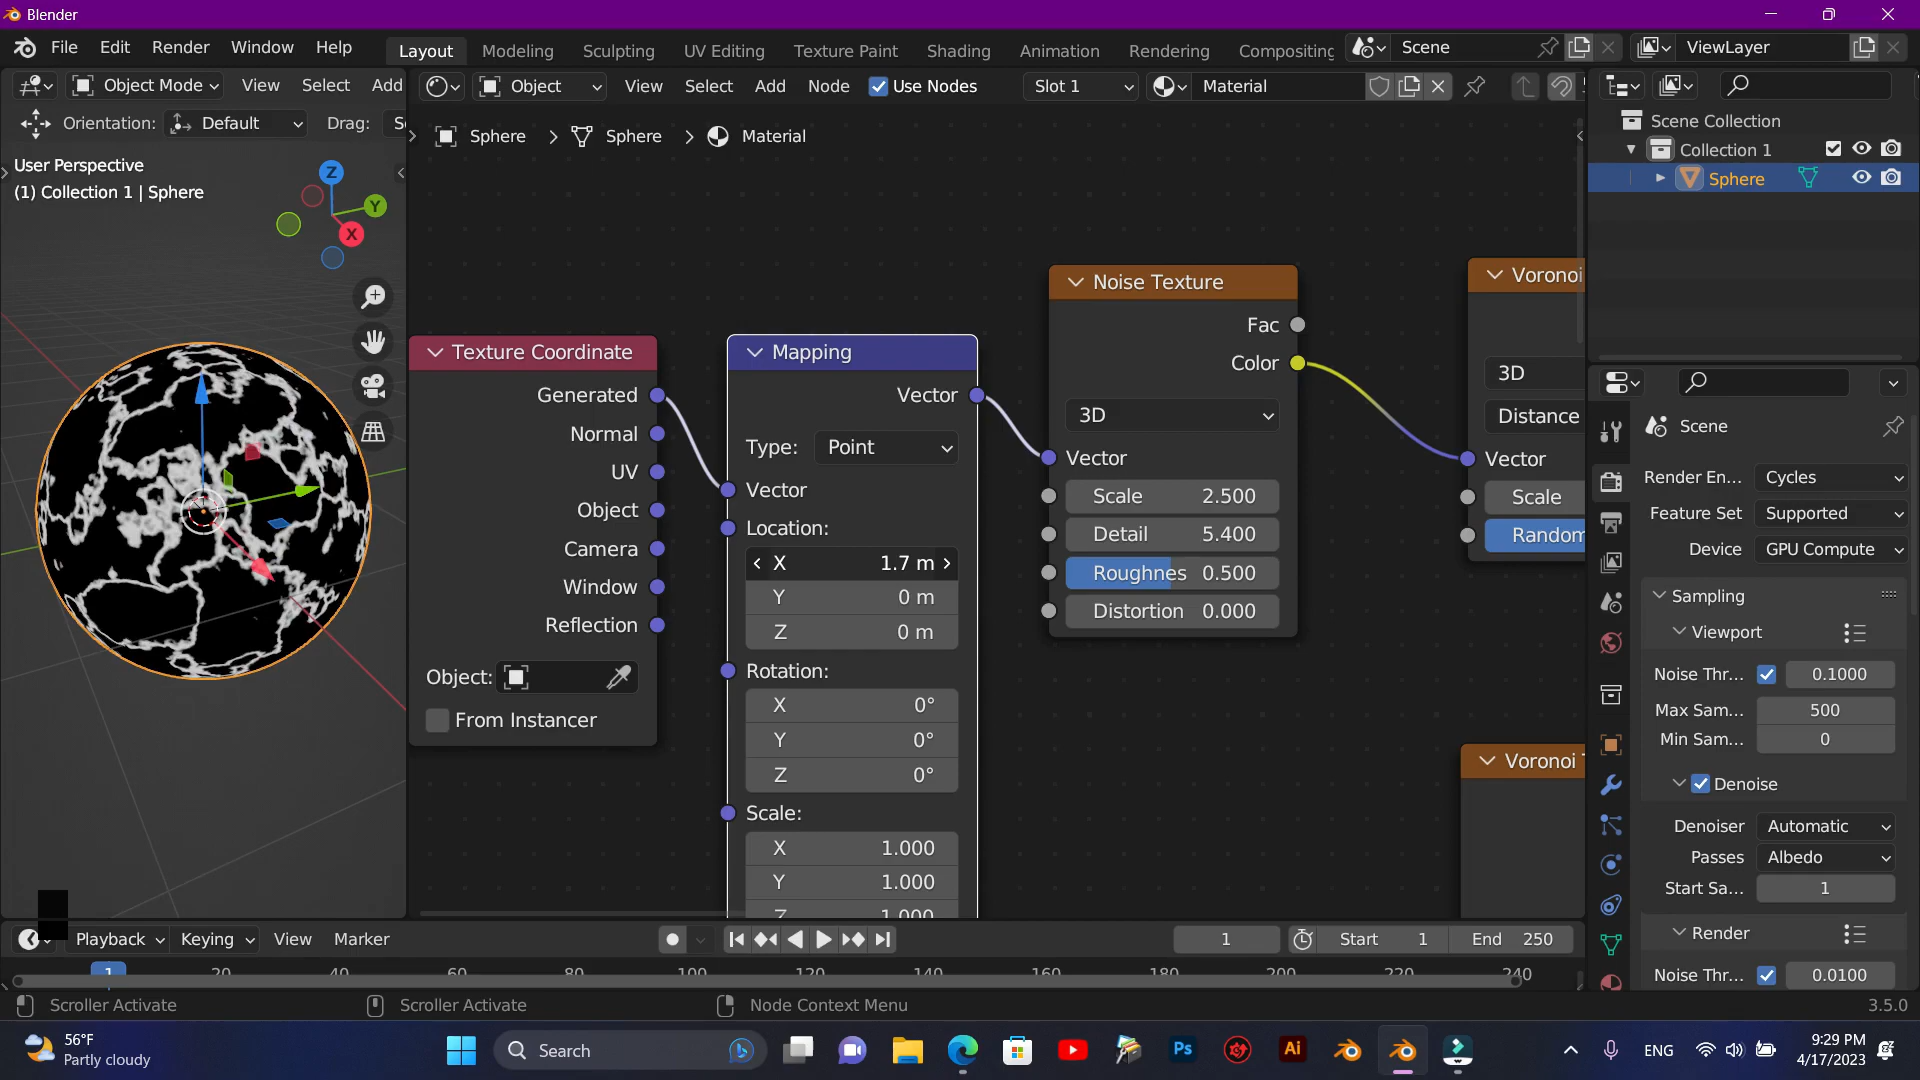 Blender
File Edit Render Window Help Layout Modeling Sculpting UV Editing Texture Paint Shading Animation Rendering Compositing Scene ViewLayer
Object Mode View Select Add Object View Select Add Node Use Nodes Slot 1 Material
Orientation: Default Drag:
Sphere > Sphere > Material
User Perspective
(1) Collection 1 | Sphere
Z
Y
X
Scene Collection
Collection 1
Sphere
Texture Coordinate
Generated
Normal
UV
Object
Camera
Window
Reflection
Object:
From Instancer
Mapping
Vector
Type: Point
Vector
Location:
X 1.7 m
Y 0 m
Z 0 m
Rotation:
X 0°
Y 0°
Z 0°
Scale:
X 1.000
Y 1.000
Z 1.000
Noise Texture
Fac
Color
3D
Vector
Scale 2.500
Detail 5.400
Roughnes 0.500
Distortion 0.000
Voronoi
3D
Distance
Vector
Scale
Random
Voronoi T
Scene
Render En... Cycles
Feature Set Supported
Device GPU Compute
Sampling
Viewport
Noise Thr... 0.1000
Max Sam... 500
Min Sam... 0
Denoise
Denoiser Automatic
Passes Albedo
Start Sa... 1
Render
Noise Thr... 0.0100
Playback Keying View Marker 1 Start 1 End 250
1 20 40 60 80 100 120 140 160 180 200 220 240
Scroller Activate Scroller Activate Node Context Menu 3.5.0
56°F
Partly cloudy
Search
Ps
Ai
ENG
9:29 PM
4/17/2023